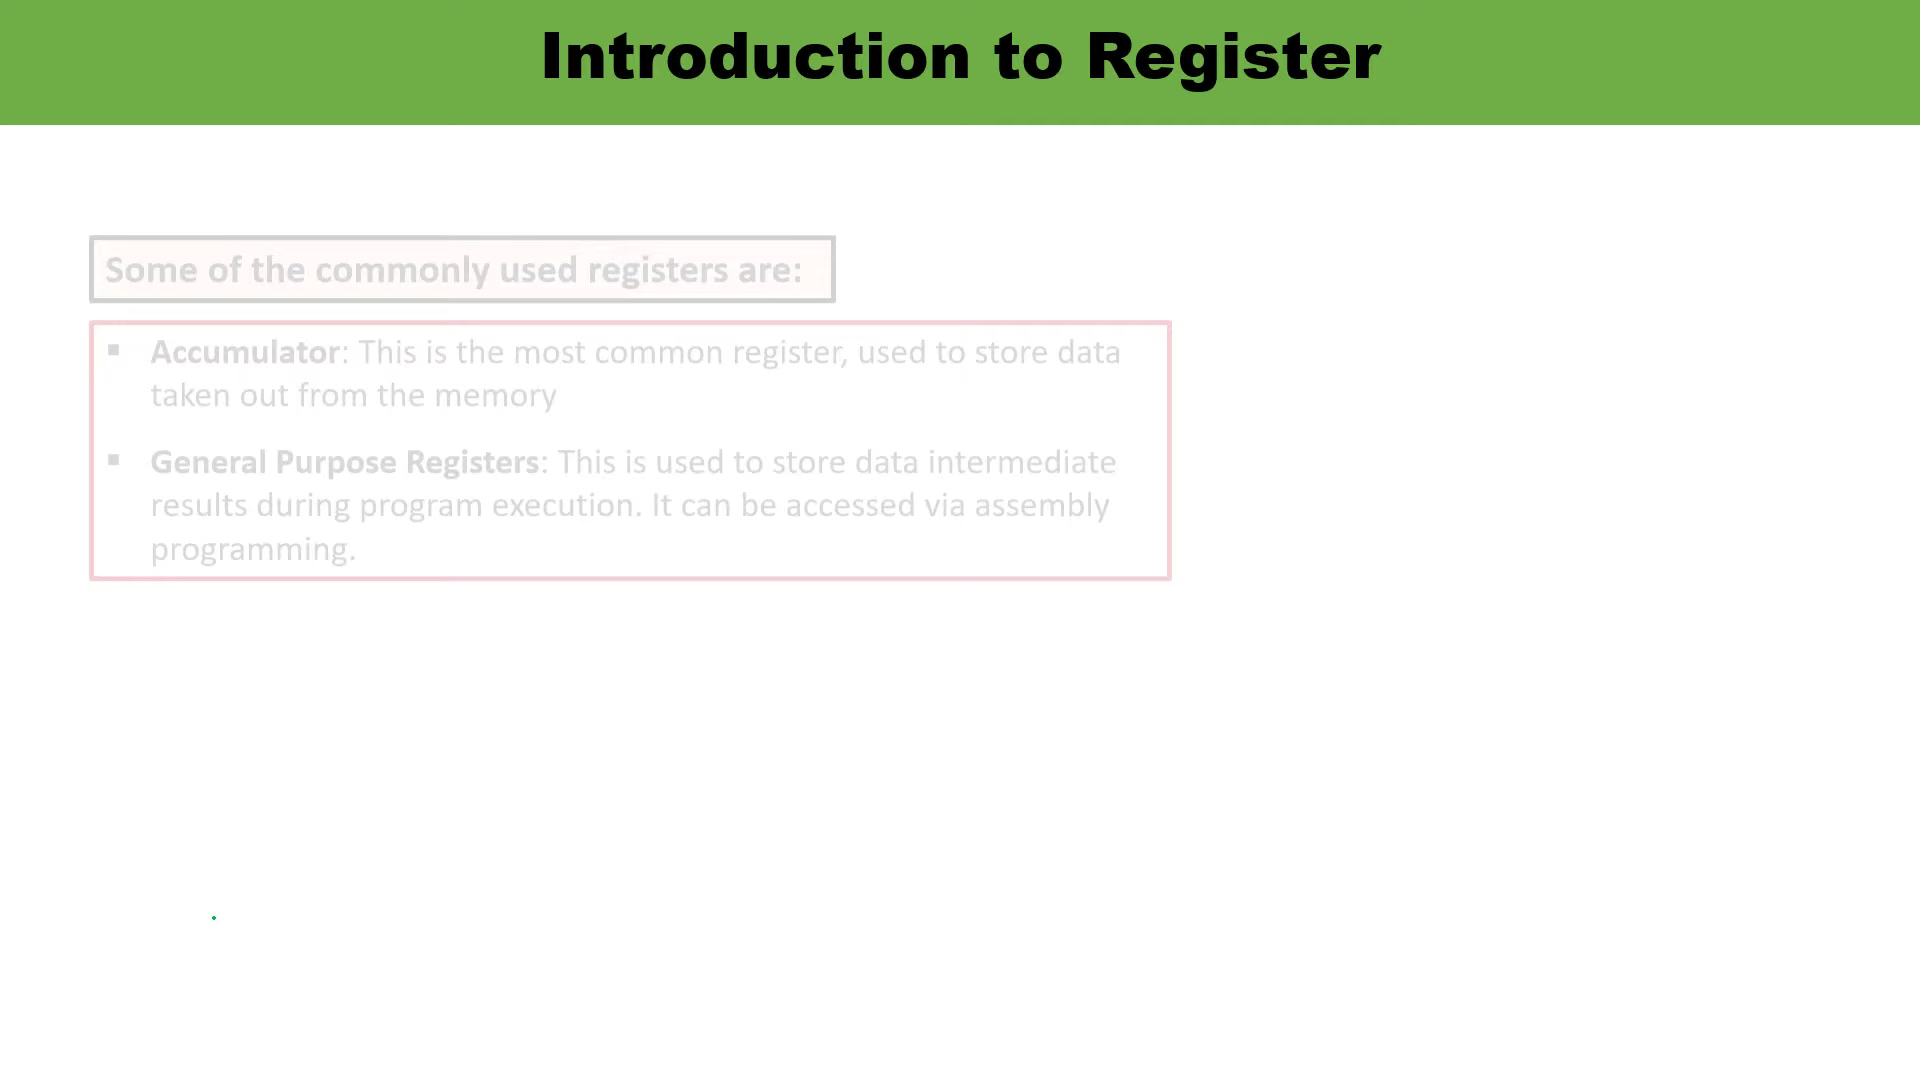 Introduction to Register
Some of the commonly used registers are:
▪ Accumulator: This is the most common register, used to store data
taken out from the memory
▪ General Purpose Registers: This is used to store data intermediate
results during program execution. It can be accessed via assembly
programming.